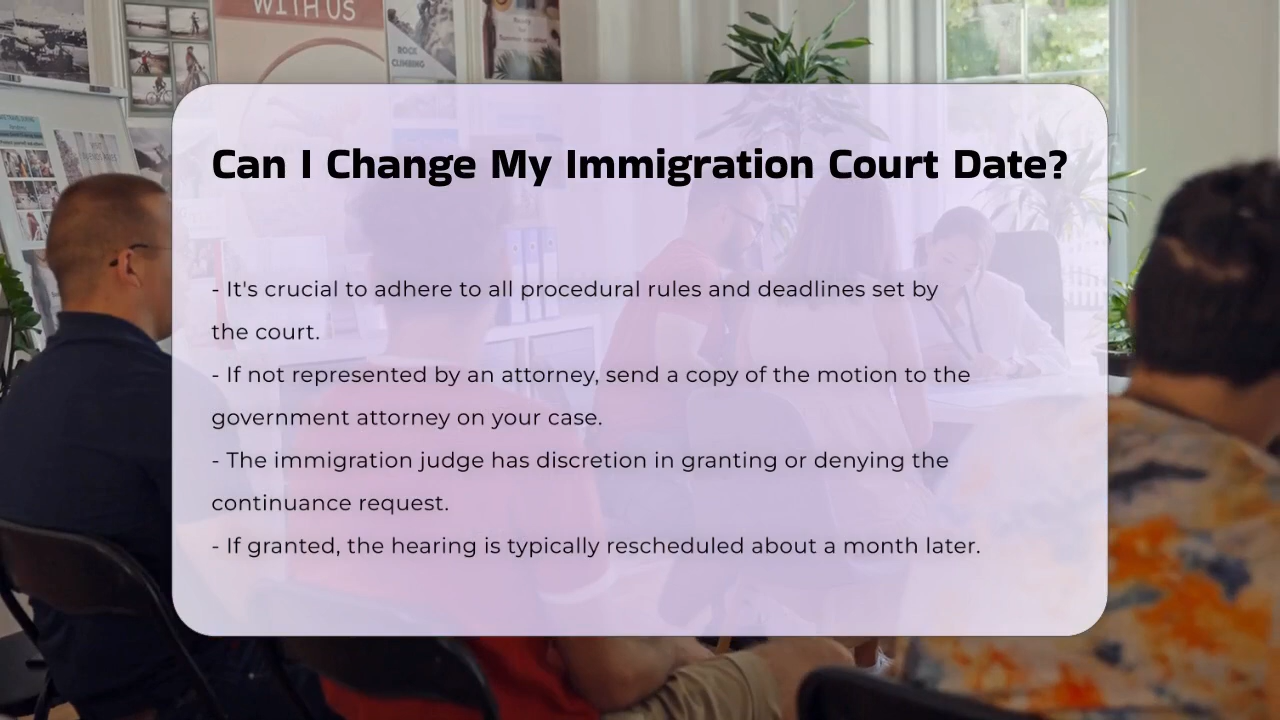 WITH US
ROCK
CLIMBING
Can I Change My Immigration Court Date?
- It's crucial to adhere to all procedural rules and deadlines set by
the court.
- If not represented by an attorney, send a copy of the motion to the
government attorney on your case.
- The immigration judge has discretion in granting or denying the
continuance request.
- If granted, the hearing is typically rescheduled about a month later.